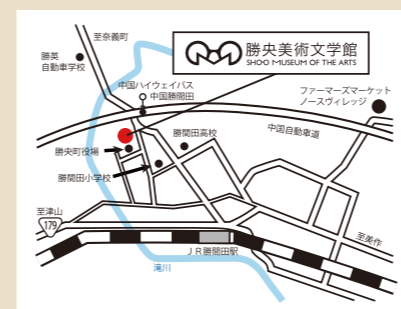 至奈義町
勝英
自動車学校
勝央美術文学館
SHOO MUSEUM OF THE ARTS
中国ハイウェイバス
中国勝間田
ファーマーズマーケット
ノースヴィレッジ
中国自動車道
勝間田高校
勝央町役場
勝間田小学校
至津山
179
至美作
JR勝間田駅
滝川